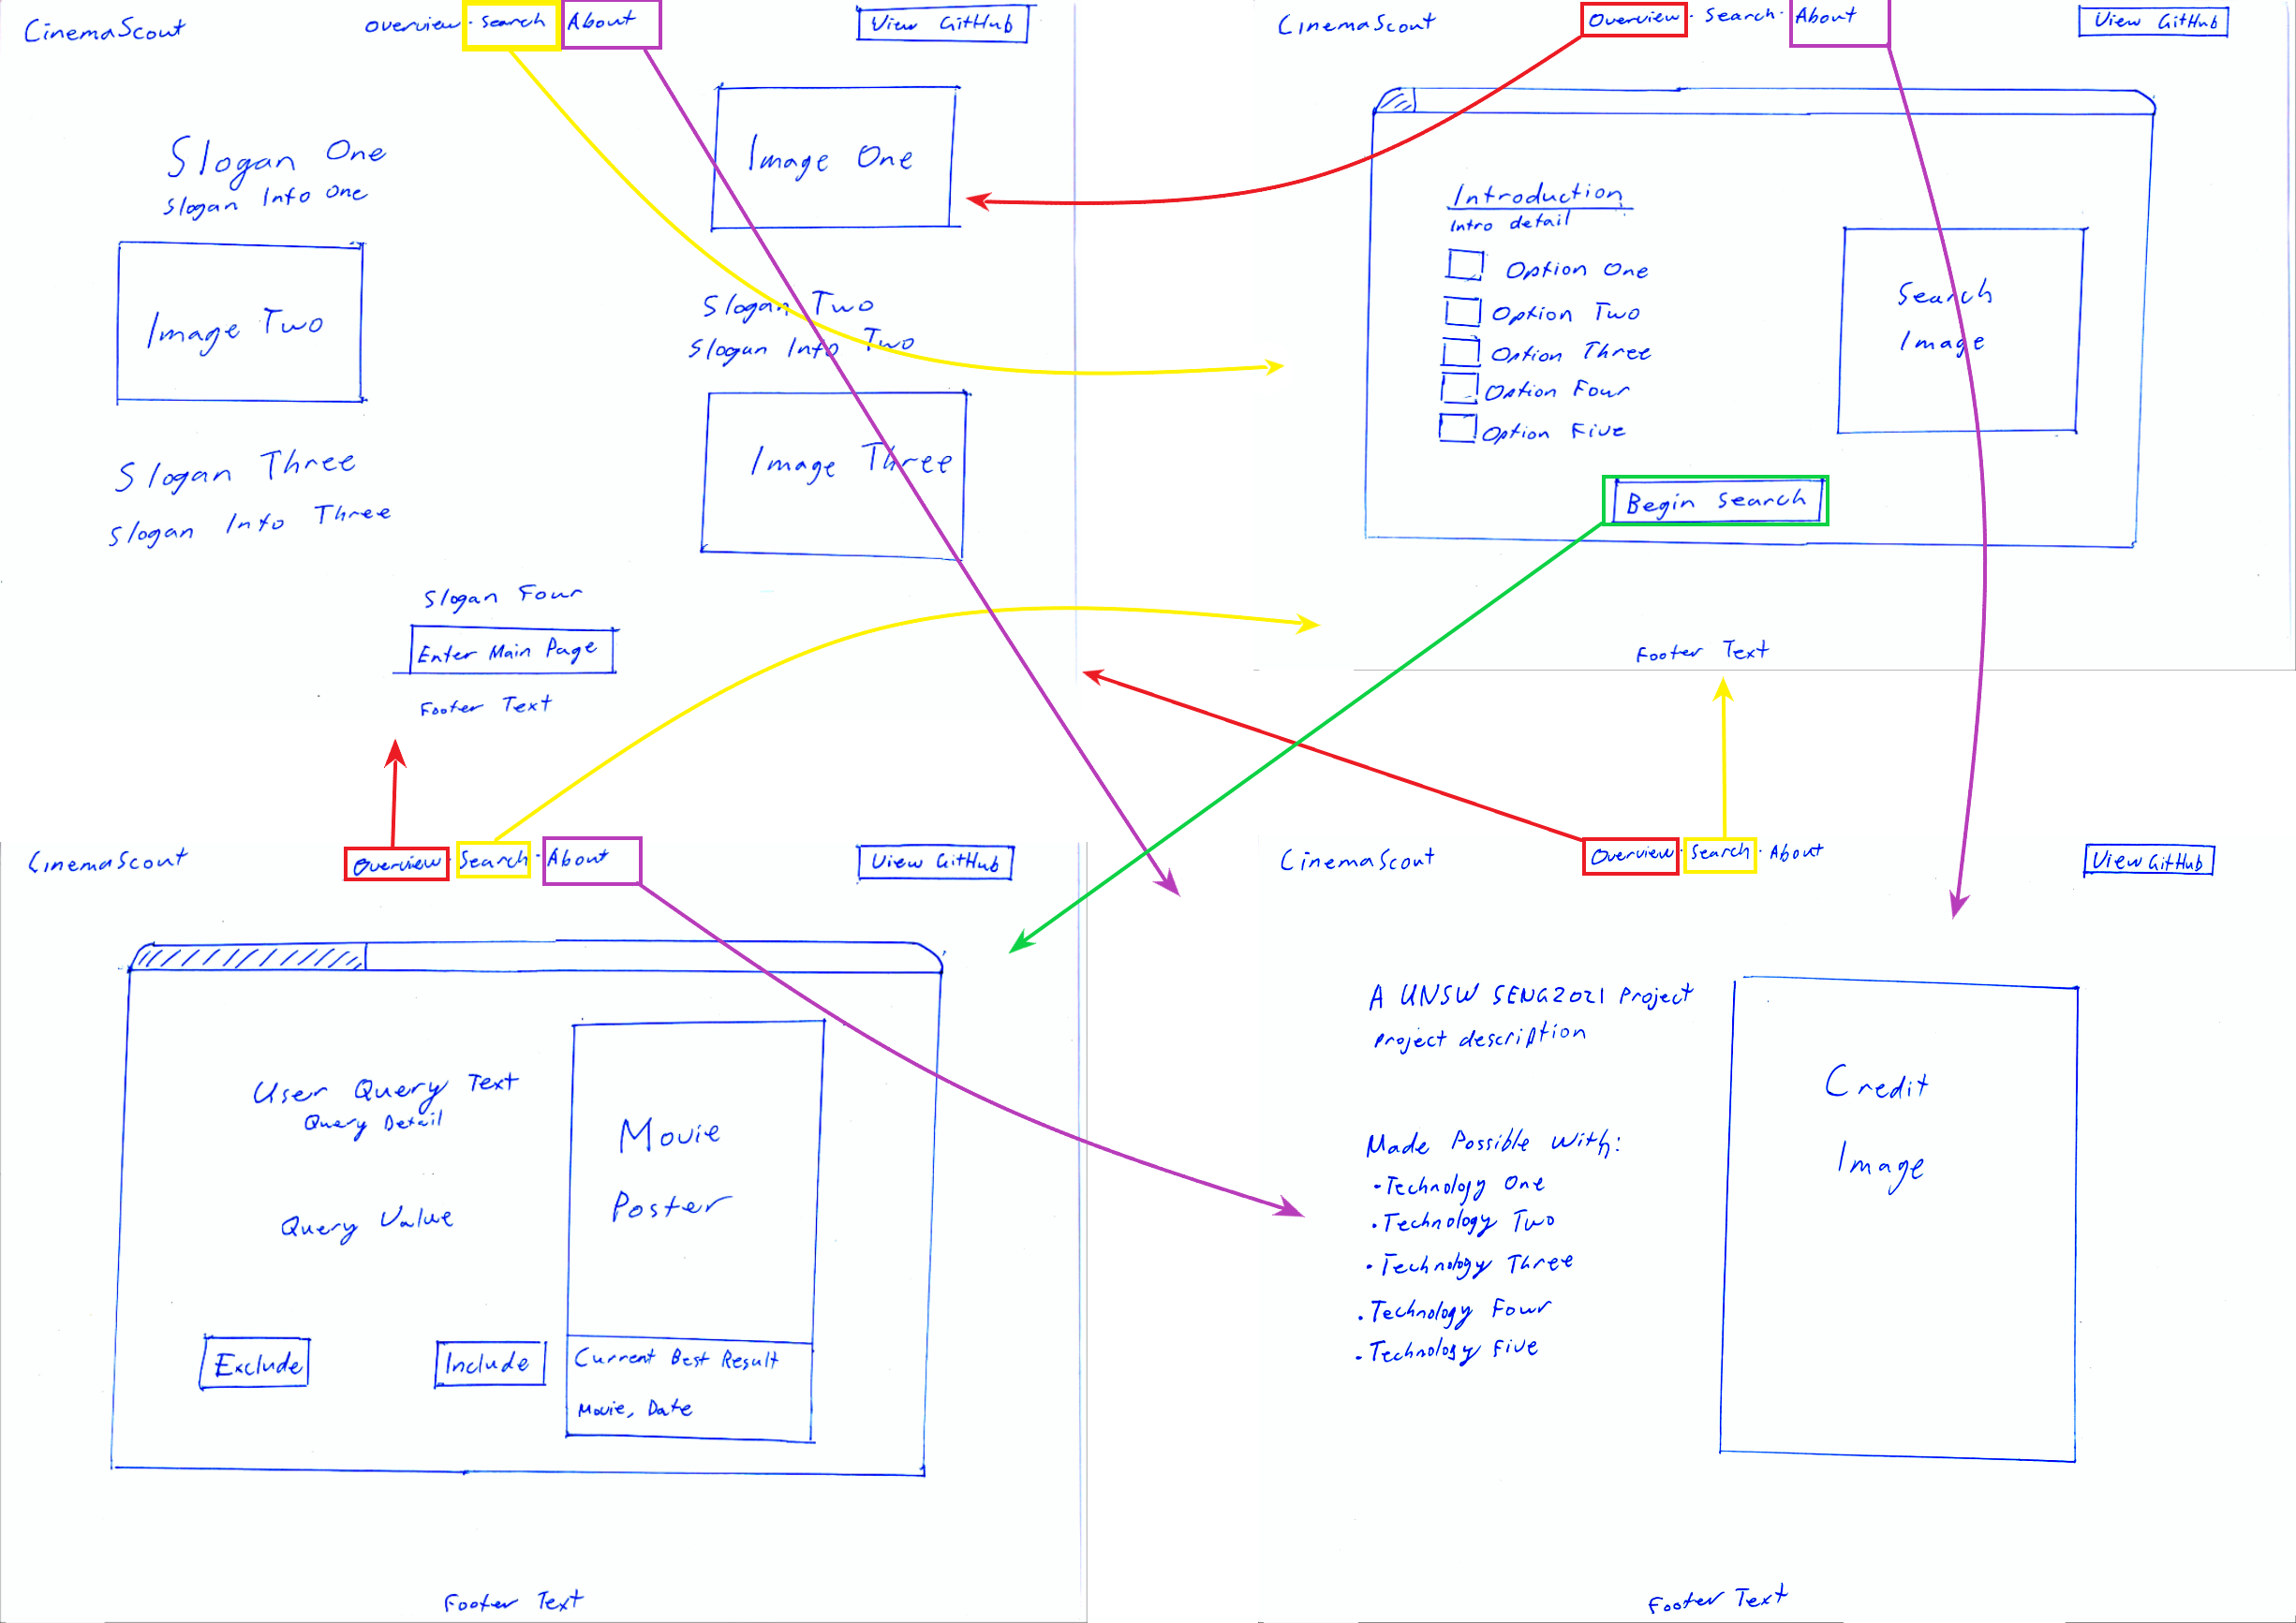 CinemaScout
Overview · Search · About
View GitHub
Slogan One
Slogan Info One
Image One
Image Two
Slogan Two
Slogan Info Two
Slogan Three
Slogan Info Three
Image Three
Slogan Four
Enter Main Page
Footer Text
CinemaScout
Overview · Search · About
View GitHub
Introduction
Intro detail
Option One
Option Two
Option Three
Option Four
Option Five
Search
Image
Begin Search
Footer Text
CinemaScout
Overview · Search · About
View GitHub
User Query Text
Query Detail
Query Value
Exclude
Include
Movie
Poster
Current Best Result
Movie, Date
Footer Text
CinemaScout
Overview · Search · About
View GitHub
A UNSW SENG2021 Project
Project description
Made Possible With:
· Technology One
· Technology Two
· Technology Three
· Technology Four
· Technology Five
Credit
Image
Footer Text